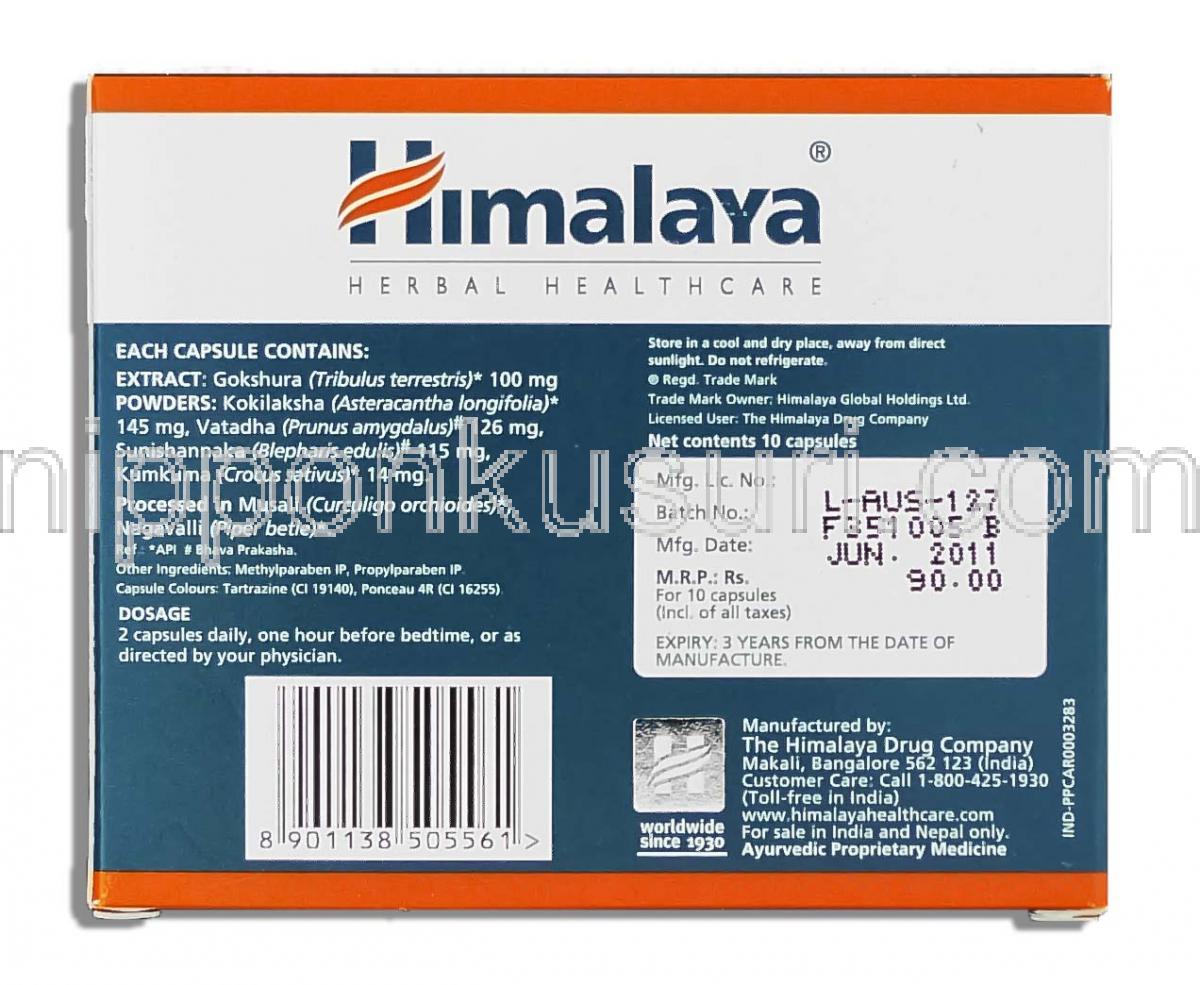 Himalaya®
HERBAL HEALTHCARE
EACH CAPSULE CONTAINS:
EXTRACT: Gokshura (Tribulus terrestris)* 100 mg
POWDERS: Kokilaksha (Asteracantha longifolia)*
145 mg, Vatadha (Prunus amygdalus)# 126 mg,
Sunishannaka (Blepharis edulis)# 115 mg,
Kumkuma (Crocus sativus)* 14 mg.
Processed in Musali (Curculigo orchioides)*,
Nagavalli (Piper betle)*
Ref.: *API # Bhava Prakasha.
Other Ingredients: Methylparaben IP, Propylparaben IP.
Capsule Colours: Tartrazine (CI 19140), Ponceau 4R (CI 16255)
DOSAGE
2 capsules daily, one hour before bedtime, or as
directed by your physician.
8 901138 505561 >
Store in a cool and dry place, away from direct
sunlight. Do not refrigerate.
® Regd. Trade Mark
Trade Mark Owner: Himalaya Global Holdings Ltd.
Licensed User: The Himalaya Drug Company
Net contents 10 capsules
Mfg. Lic. No.: L-AUS-127
Batch No.: F351005 B
Mfg. Date: JUN. 2011
M.R.P.: Rs. 90.00
For 10 capsules
(Incl. of all taxes)
EXPIRY: 3 YEARS FROM THE DATE OF
MANUFACTURE.
worldwide
since 1930
Manufactured by:
The Himalaya Drug Company
Makali, Bangalore 562 123 (India)
Customer Care: Call 1-800-425-1930
(Toll-free in India)
www.himalayahealthcare.com
For sale in India and Nepal only.
Ayurvedic Proprietary Medicine
IND-PPCAR0003283
nipponkusuri.com